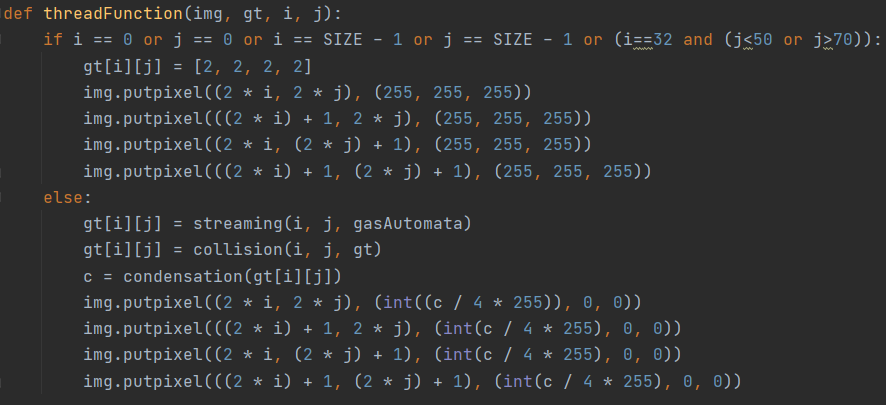 def threadFunction(img, gt, i, j):
    if i == 0 or j == 0 or i == SIZE - 1 or j == SIZE - 1 or (i==32 and (j<50 or j>70)):
        gt[i][j] = [2, 2, 2, 2]
        img.putpixel((2 * i, 2 * j), (255, 255, 255))
        img.putpixel(((2 * i) + 1, 2 * j), (255, 255, 255))
        img.putpixel((2 * i, (2 * j) + 1), (255, 255, 255))
        img.putpixel(((2 * i) + 1, (2 * j) + 1), (255, 255, 255))
    else:
        gt[i][j] = streaming(i, j, gasAutomata)
        gt[i][j] = collision(i, j, gt)
        c = condensation(gt[i][j])
        img.putpixel((2 * i, 2 * j), (int((c / 4 * 255)), 0, 0))
        img.putpixel(((2 * i) + 1, 2 * j), (int(c / 4 * 255), 0, 0))
        img.putpixel((2 * i, (2 * j) + 1), (int(c / 4 * 255), 0, 0))
        img.putpixel(((2 * i) + 1, (2 * j) + 1), (int(c / 4 * 255), 0, 0))